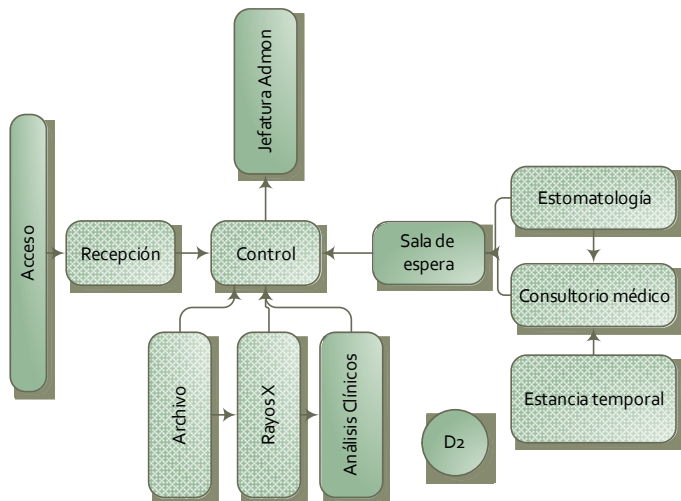 Jefatura Admon
Acceso
Recepción
Control
Sala de
espera
Estomatología
Consultorio médico
Estancia temporal
Archivo
Rayos X
Análisis Clínicos
D2